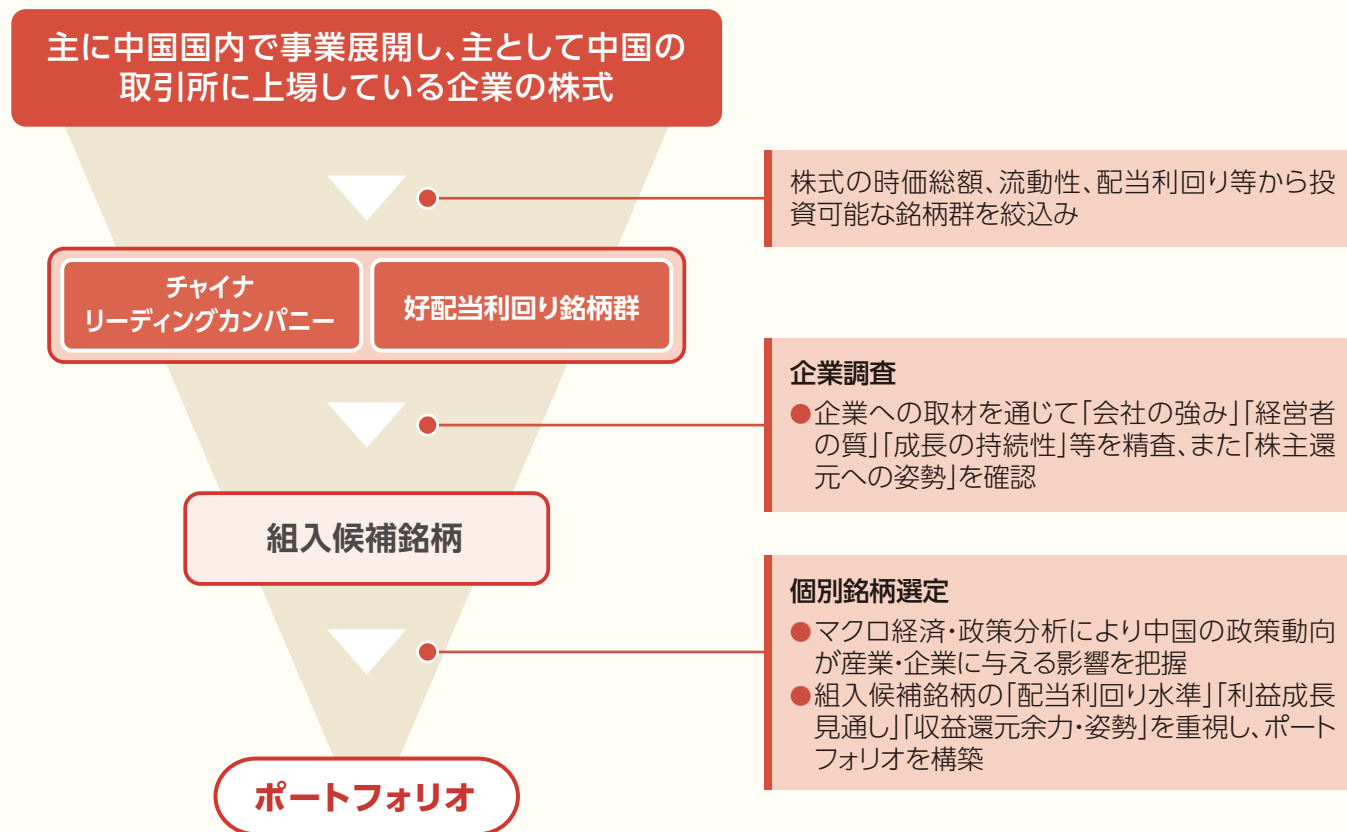 主に中国国内で事業展開し、主として中国の
取引所に上場している企業の株式
株式の時価総額、流動性、配当利回り等から投
資可能な銘柄群を絞込み
チャイナ
リーディングカンパニー
好配当利回り銘柄群
企業調査
●企業への取材を通じて「会社の強み」「経営者
の質」「成長の持続性」等を精査、また「株主還
元への姿勢」を確認
組入候補銘柄
個別銘柄選定
●マクロ経済・政策分析により中国の政策動向
が産業・企業に与える影響を把握
●組入候補銘柄の「配当利回り水準」「利益成長
見通し」「収益還元余力・姿勢」を重視し、ポート
フォリオを構築
ポートフォリオ